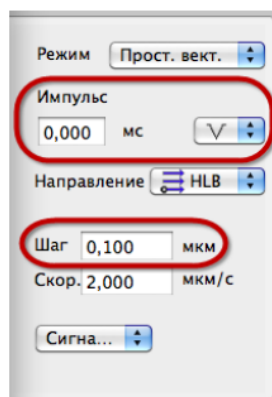 Режим Прост. вект.
Импульс
0,000 мс
Направление HLB
Шаг 0,100 мкм
Скор. 2,000 мкм/с
Сигна...